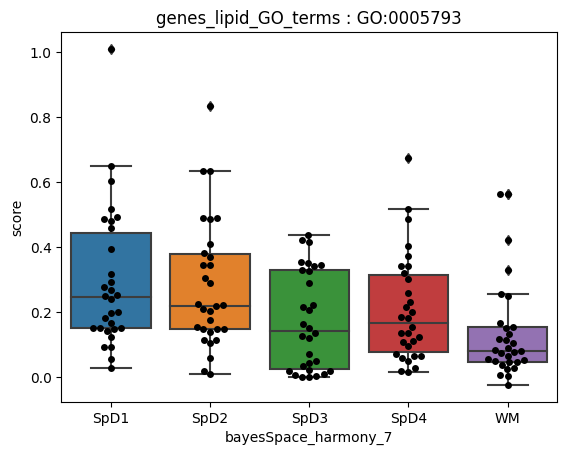 genes_lipid_GO_terms : GO:0005793
1.0
0.8
0.6
0.4
0.2
0.0
score
SpD1 SpD2 SpD3 SpD4 WM
bayesSpace_harmony_7